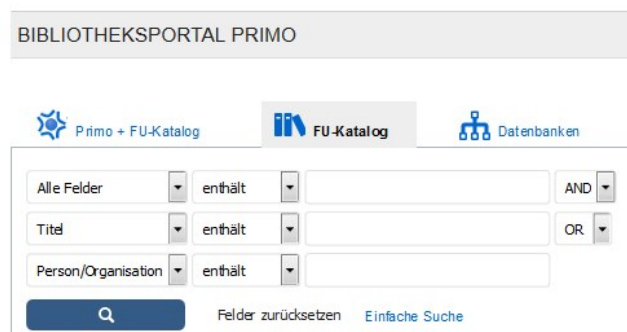 BIBLIOTHEKSPORTAL PRIMO
Primo + FU-Katalog FU-Katalog Datenbanken
Alle Felder enthält AND
Titel enthält OR
Person/Organisation enthält
Felder zurücksetzen Einfache Suche